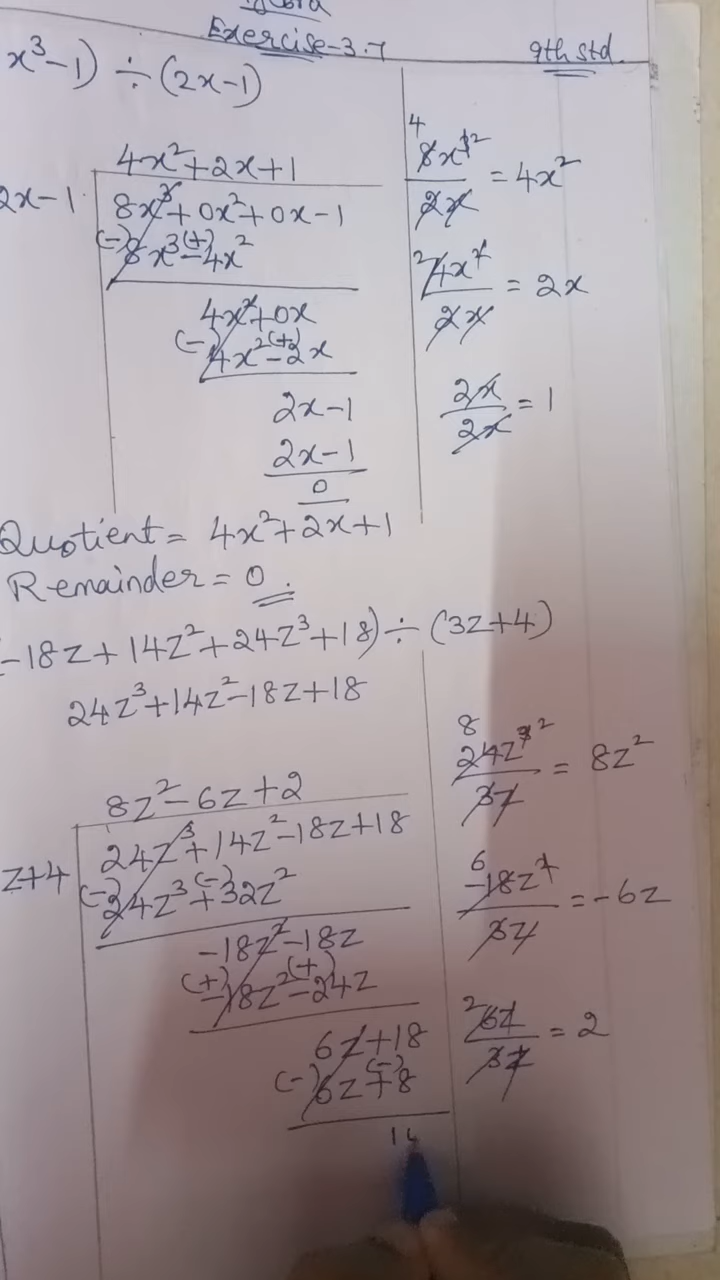 Exercise-3.7
9th std
x³-1) ÷ (2x-1)
4x²+2x+1
2x-1
8x³+0x²+0x-1
(-) (+)
8x³-4x²
4x²+0x
(-) (+)
4x²-2x
2x-1
2x-1
0
8x³/2x = 4x²
4x²/2x = 2x
2x/2x = 1
Quotient = 4x²+2x+1
Remainder = 0
-18z+14z²+24z³+18) ÷ (3z+4)
24z³+14z²-18z+18
8z²-6z+2
z+4
24z³+14z²-18z+18
(-) (-)
24z³+32z²
-18z²-18z
(+) (+)
-18z²-24z
6z+18
(-) (-)
6z+8
1
24z³/3z = 8z²
-18z²/3z = -6z
6z/3z = 2